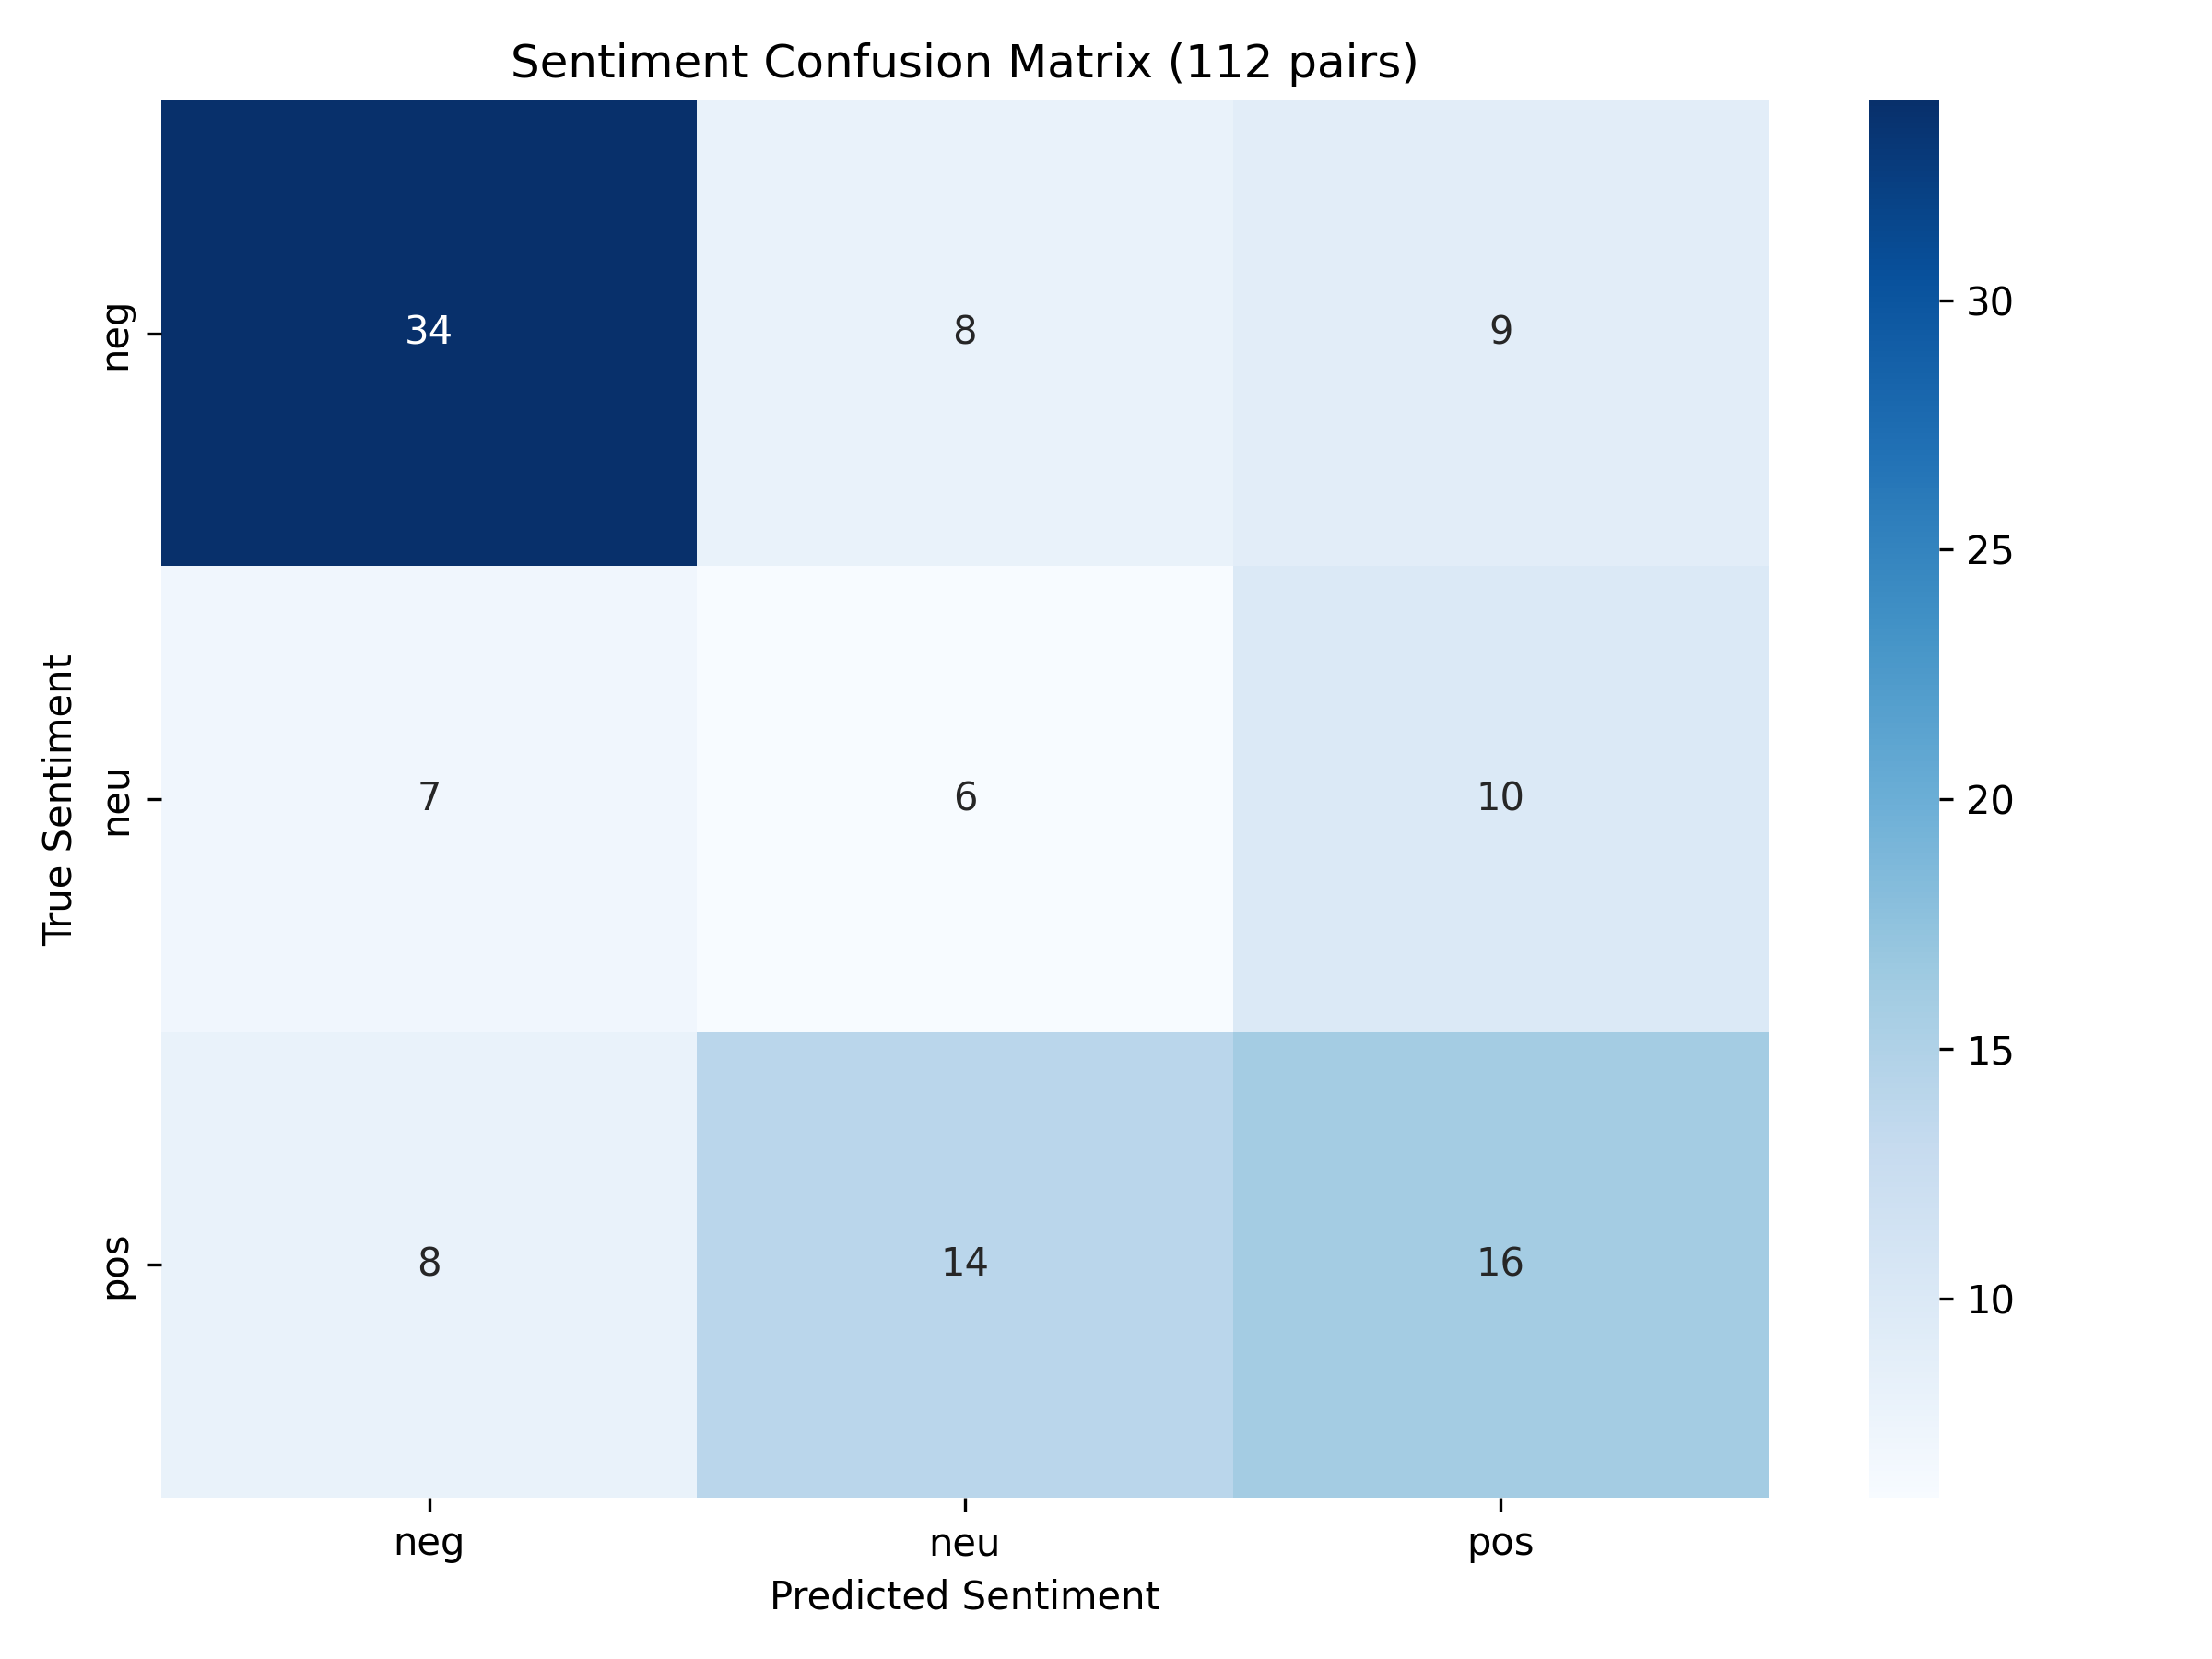 Sentiment Confusion Matrix (112 pairs)
True Sentiment
neg
34
8
9
neu
7
6
10
pos
8
14
16
neg
neu
pos
Predicted Sentiment
30
25
20
15
10